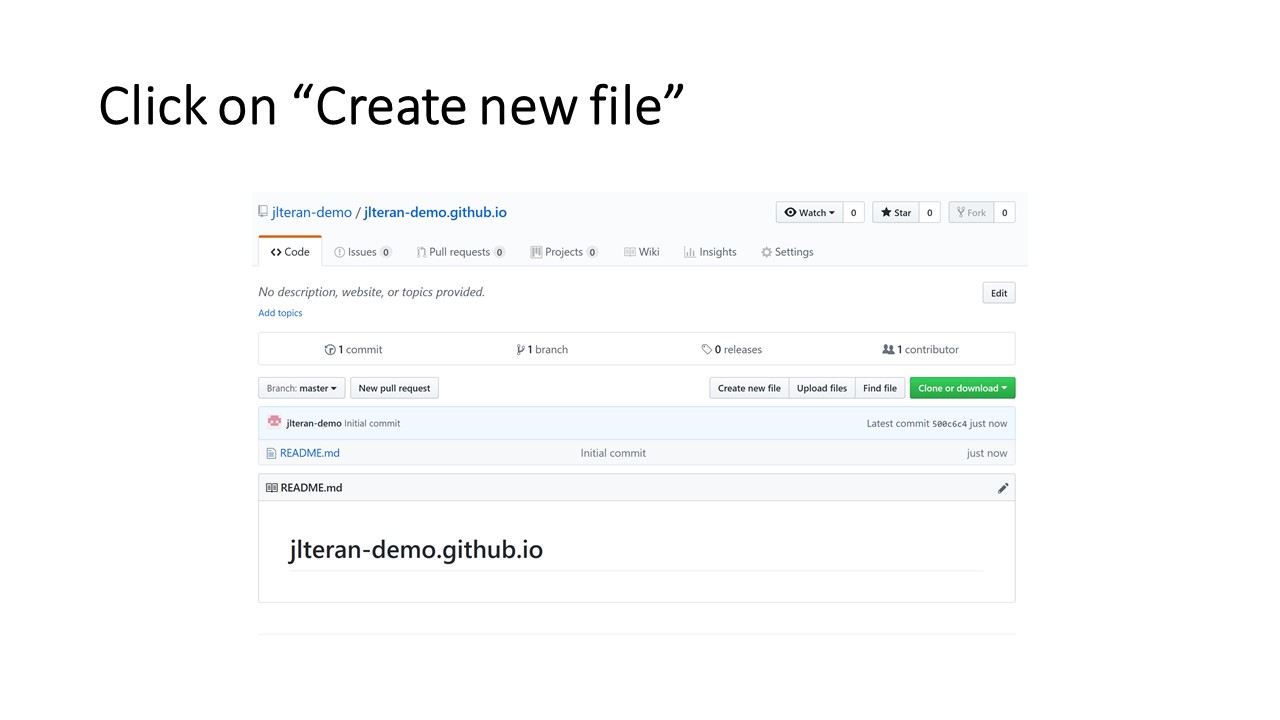 Click on “Create new file”
jlteran-demo / jlteran-demo.github.io Watch 0 Star 0 Fork 0
Code Issues 0 Pull requests 0 Projects 0 Wiki Insights Settings
No description, website, or topics provided. Edit
Add topics
1 commit 1 branch 0 releases 1 contributor
Branch: master New pull request Create new file Upload files Find file Clone or download
jlteran-demo Initial commit Latest commit 500c6c4 just now
README.md Initial commit just now
README.md
jlteran-demo.github.io